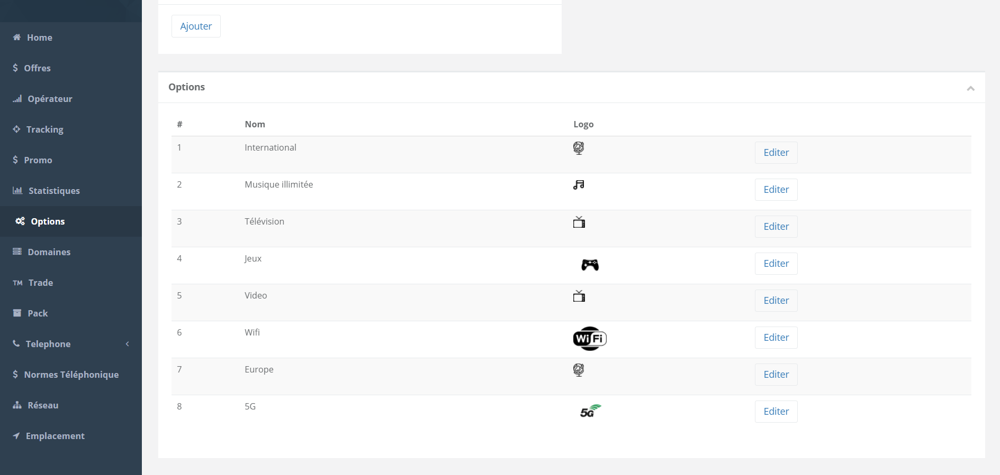 Home
Offres
Opérateur
Tracking
Promo
Statistiques
Options
Domaines
TM Trade
Pack
Telephone
Normes Téléphonique
Réseau
Emplacement
Ajouter
Options
# Nom Logo
1 International Editer
2 Musique illimitée Editer
3 Télévision Editer
4 Jeux Editer
5 Video Editer
6 Wifi WiFi Editer
7 Europe Editer
8 5G 5G Editer